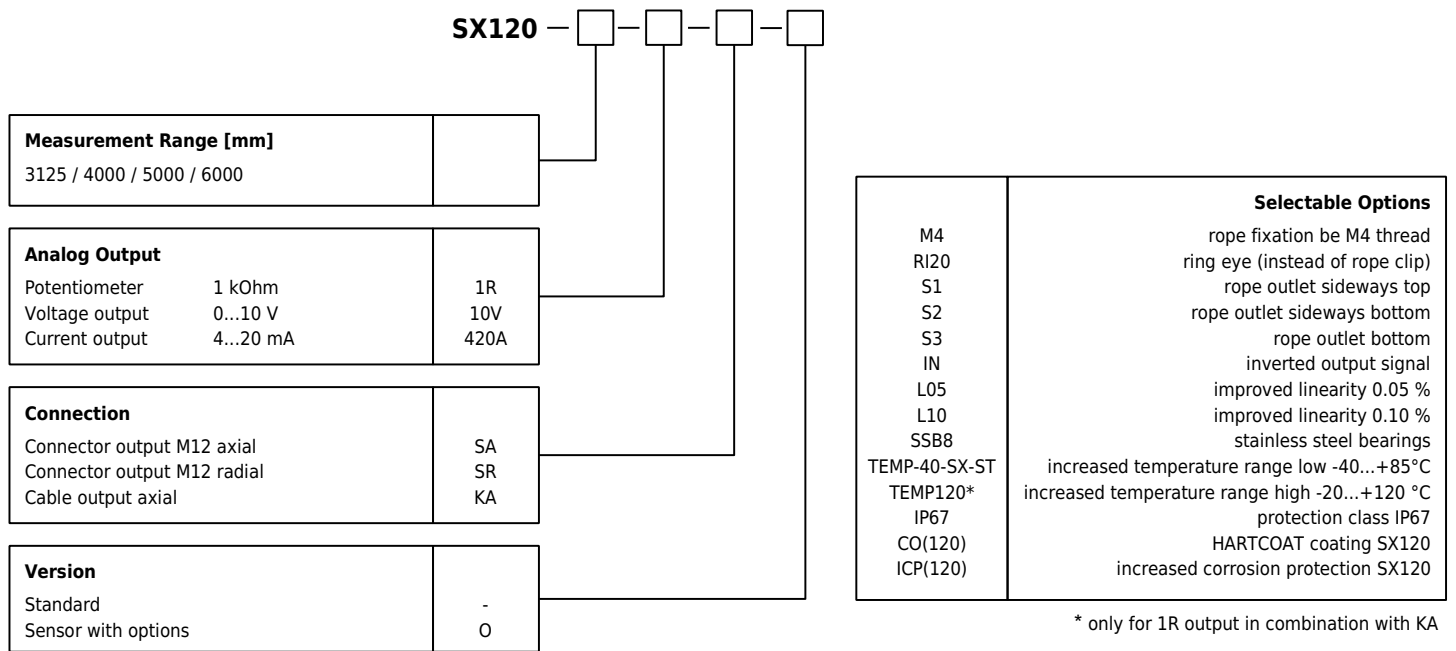 SX120
Measurement Range [mm]
3125 / 4000 / 5000 / 6000
Analog Output
Potentiometer 1 kOhm 1R
Voltage output 0...10 V 10V
Current output 4...20 mA 420A
Connection
Connector output M12 axial SA
Connector output M12 radial SR
Cable output axial KA
Version
Standard -
Sensor with options O
Selectable Options
M4 rope fixation be M4 thread
RI20 ring eye (instead of rope clip)
S1 rope outlet sideways top
S2 rope outlet sideways bottom
S3 rope outlet bottom
IN inverted output signal
L05 improved linearity 0.05 %
L10 improved linearity 0.10 %
SSB8 stainless steel bearings
TEMP-40-SX-ST increased temperature range low -40...+85°C
TEMP120* increased temperature range high -20...+120 °C
IP67 protection class IP67
CO(120) HARTCOAT coating SX120
ICP(120) increased corrosion protection SX120
* only for 1R output in combination with KA